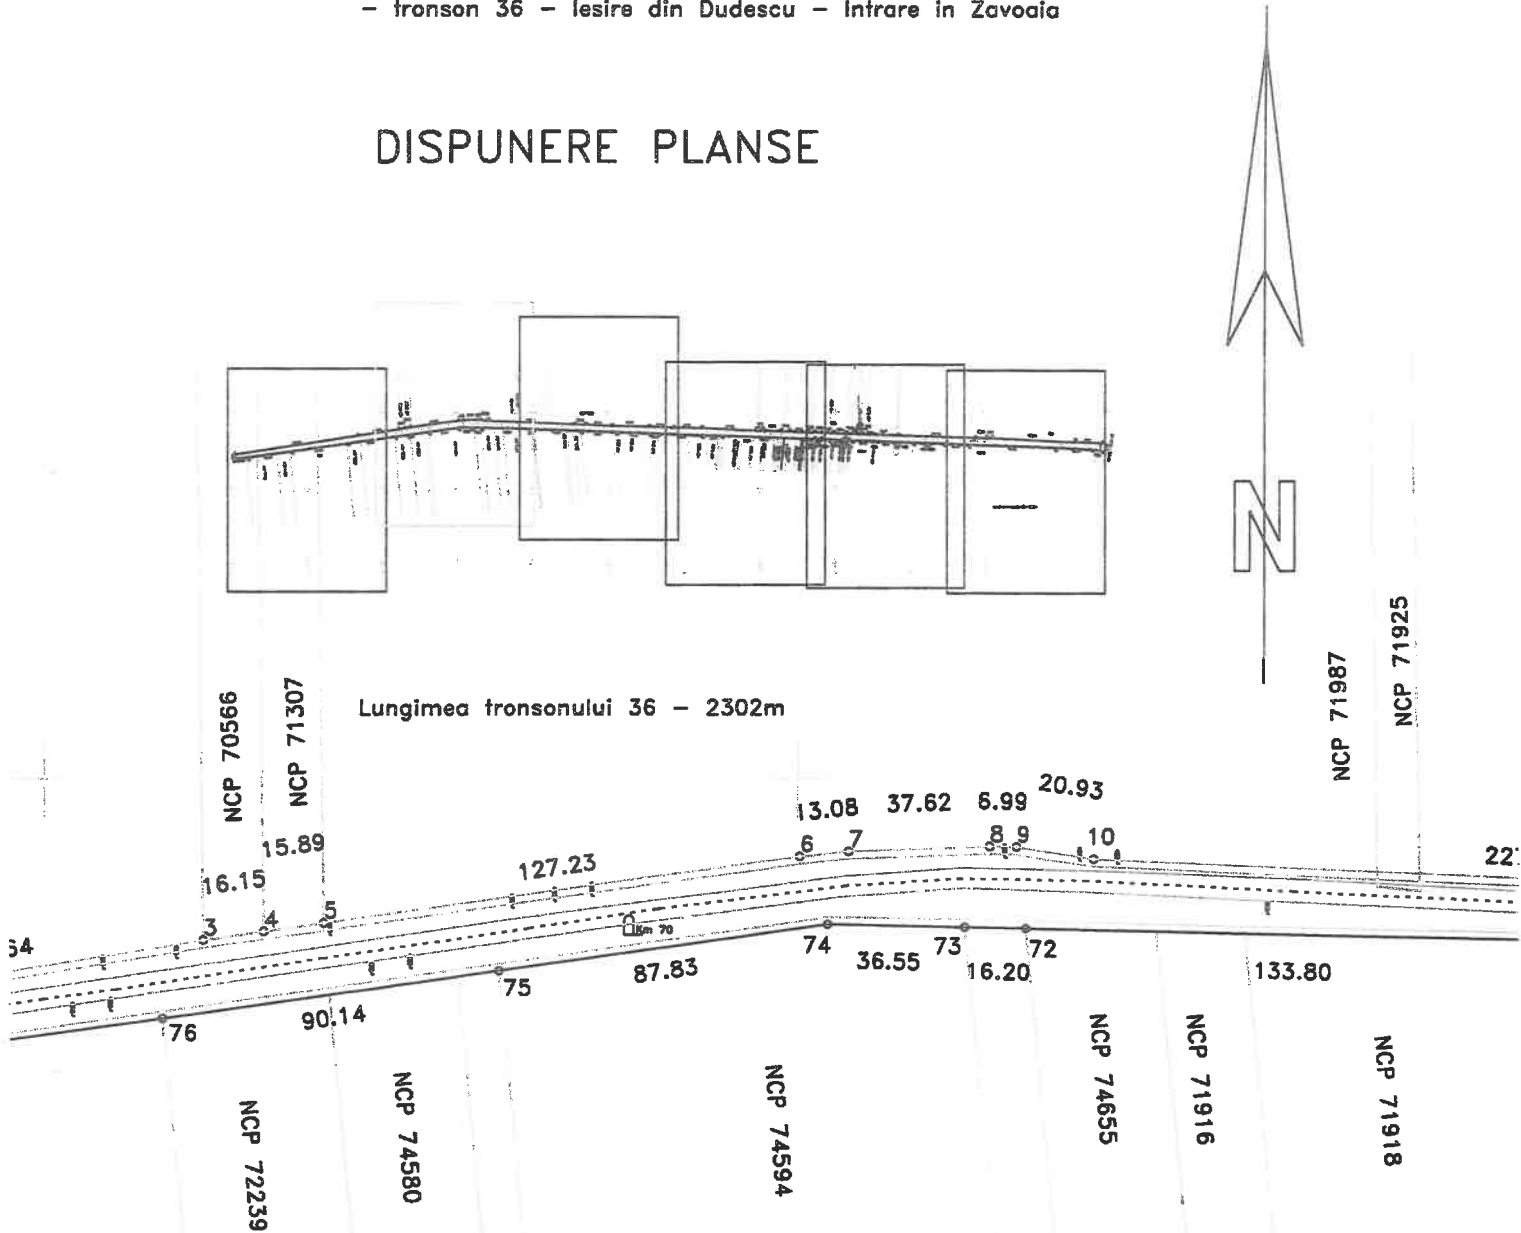 - tronson 36 - Iesire din Dudescu - Intrare in Zavoaia
DISPUNERE PLANSE
N
Lungimea tronsonului 36 - 2302m
NCP 70566
NCP 71307
NCP 71987
NCP 71925
16.15
15.89
127.23
13.08
37.62
6.99
20.93
3
4
5
6
7
8
9
10
Km 70
76
75
74
73
72
90.14
87.83
36.55
16.20
133.80
NCP 72239
NCP 74580
NCP 74594
NCP 74655
NCP 71916
NCP 71918